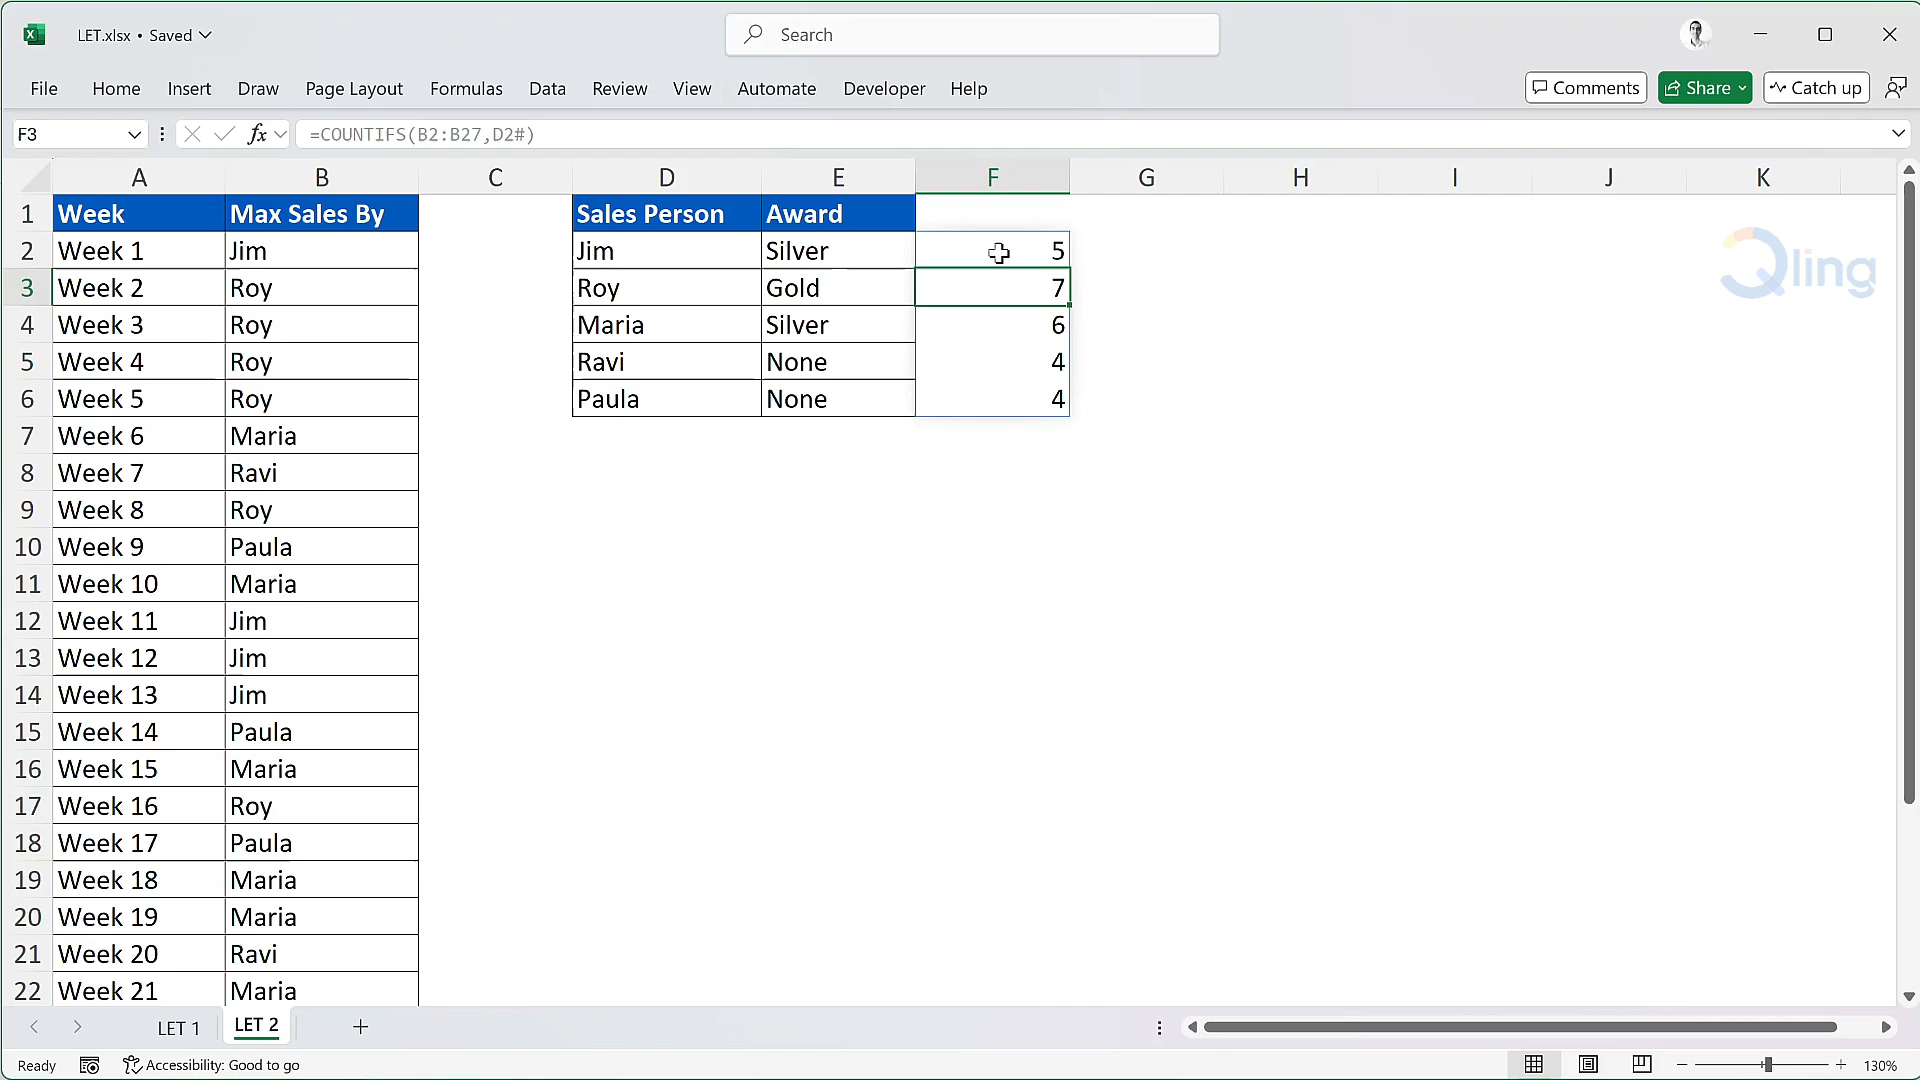 LET.xlsx • Saved
Search
File Home Insert Draw Page Layout Formulas Data Review View Automate Developer Help
Comments Share Catch up
F3 fx =COUNTIFS(B2:B27,D2#)
A B C D E F G H I J K
1 Week Max Sales By Sales Person Award
2 Week 1 Jim Jim Silver 5
3 Week 2 Roy Roy Gold 7
4 Week 3 Roy Maria Silver 6
5 Week 4 Roy Ravi None 4
6 Week 5 Roy Paula None 4
7 Week 6 Maria
8 Week 7 Ravi
9 Week 8 Roy
10 Week 9 Paula
11 Week 10 Maria
12 Week 11 Jim
13 Week 12 Jim
14 Week 13 Jim
15 Week 14 Paula
16 Week 15 Maria
17 Week 16 Roy
18 Week 17 Paula
19 Week 18 Maria
20 Week 19 Maria
21 Week 20 Ravi
22 Week 21 Maria
Qling
LET 1 LET 2
Ready Accessibility: Good to go 130%